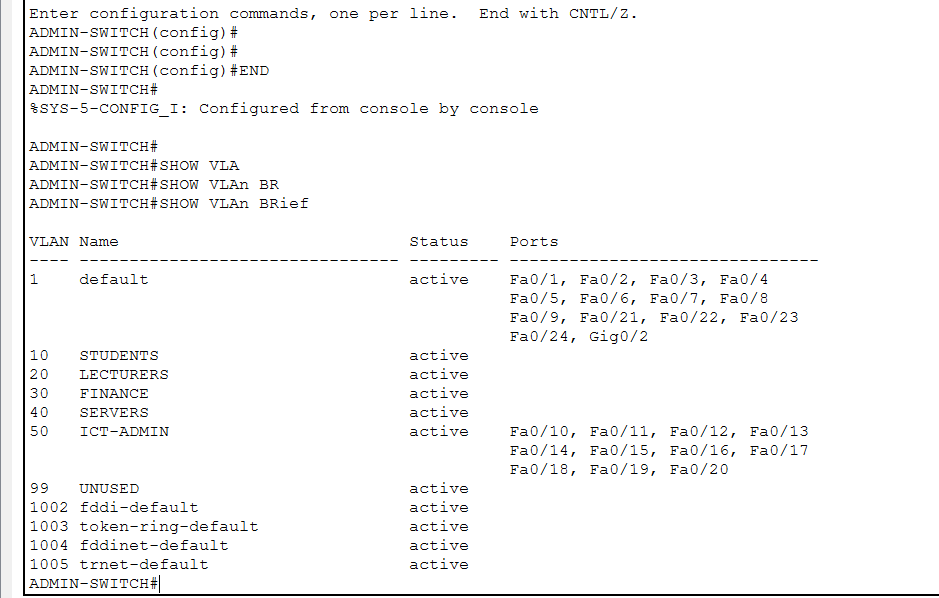 Enter configuration commands, one per line.  End with CNTL/Z.
ADMIN-SWITCH(config)#
ADMIN-SWITCH(config)#
ADMIN-SWITCH(config)#END
ADMIN-SWITCH#
%SYS-5-CONFIG_I: Configured from console by console
ADMIN-SWITCH#
ADMIN-SWITCH#SHOW VLA
ADMIN-SWITCH#SHOW VLAn BR
ADMIN-SWITCH#SHOW VLAn BRief
VLAN Name                             Status    Ports
---- -------------------------------- --------- -------------------------------
1    default                          active    Fa0/1, Fa0/2, Fa0/3, Fa0/4
                                                Fa0/5, Fa0/6, Fa0/7, Fa0/8
                                                Fa0/9, Fa0/21, Fa0/22, Fa0/23
                                                Fa0/24, Gig0/2
10   STUDENTS                         active
20   LECTURERS                        active
30   FINANCE                          active
40   SERVERS                          active
50   ICT-ADMIN                        active    Fa0/10, Fa0/11, Fa0/12, Fa0/13
                                                Fa0/14, Fa0/15, Fa0/16, Fa0/17
                                                Fa0/18, Fa0/19, Fa0/20
99   UNUSED                           active
1002 fddi-default                     active
1003 token-ring-default               active
1004 fddinet-default                  active
1005 trnet-default                    active
ADMIN-SWITCH#